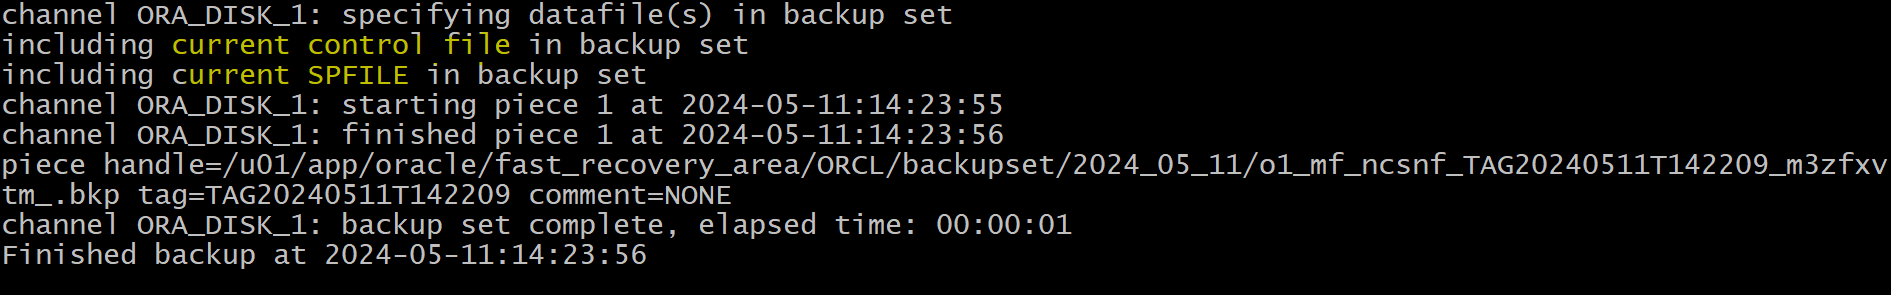 channel ORA_DISK_1: specifying datafile(s) in backup set
including current control file in backup set
including current SPFILE in backup set
channel ORA_DISK_1: starting piece 1 at 2024-05-11:14:23:55
channel ORA_DISK_1: finished piece 1 at 2024-05-11:14:23:56
piece handle=/u01/app/oracle/fast_recovery_area/ORCL/backupset/2024_05_11/o1_mf_ncsnf_TAG20240511T142209_m3zfxv
tm_.bkp tag=TAG20240511T142209 comment=NONE
channel ORA_DISK_1: backup set complete, elapsed time: 00:00:01
Finished backup at 2024-05-11:14:23:56